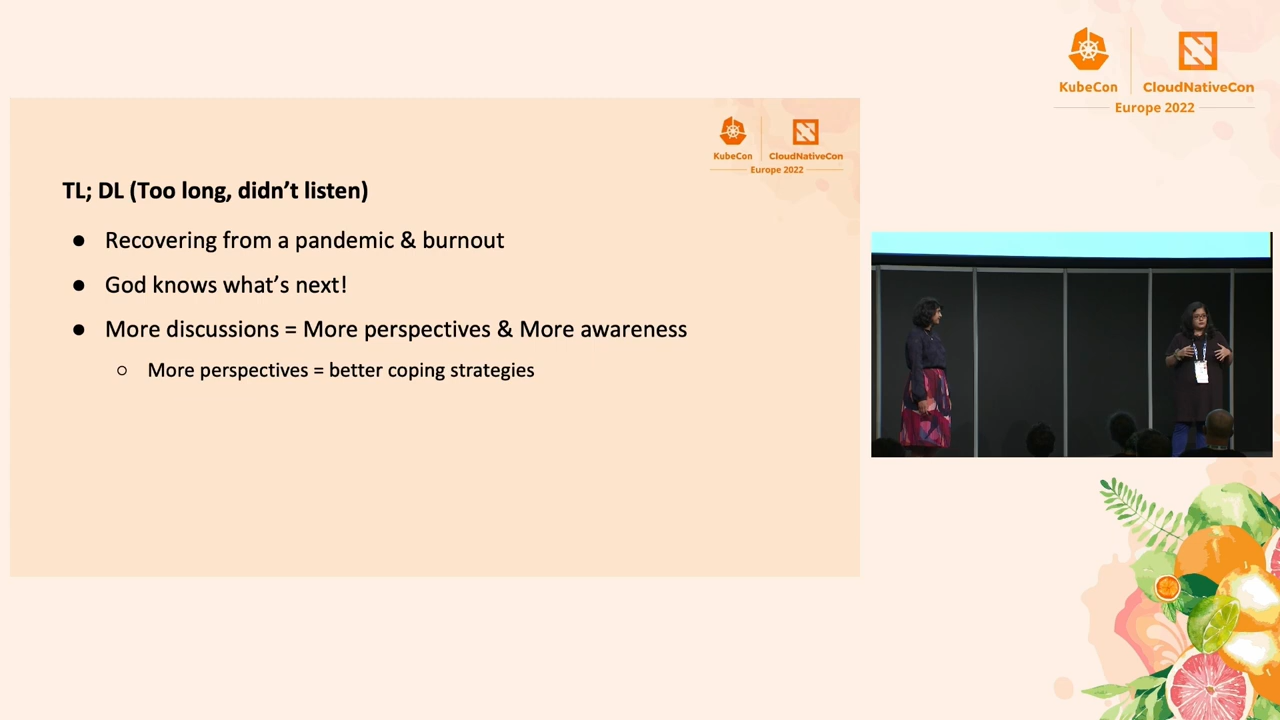 KubeCon
CloudNativeCon
Europe 2022
KubeCon
CloudNativeCon
Europe 2022
TL; DL (Too long, didn’t listen)
● Recovering from a pandemic & burnout
● God knows what’s next!
● More discussions = More perspectives & More awareness
○ More perspectives = better coping strategies